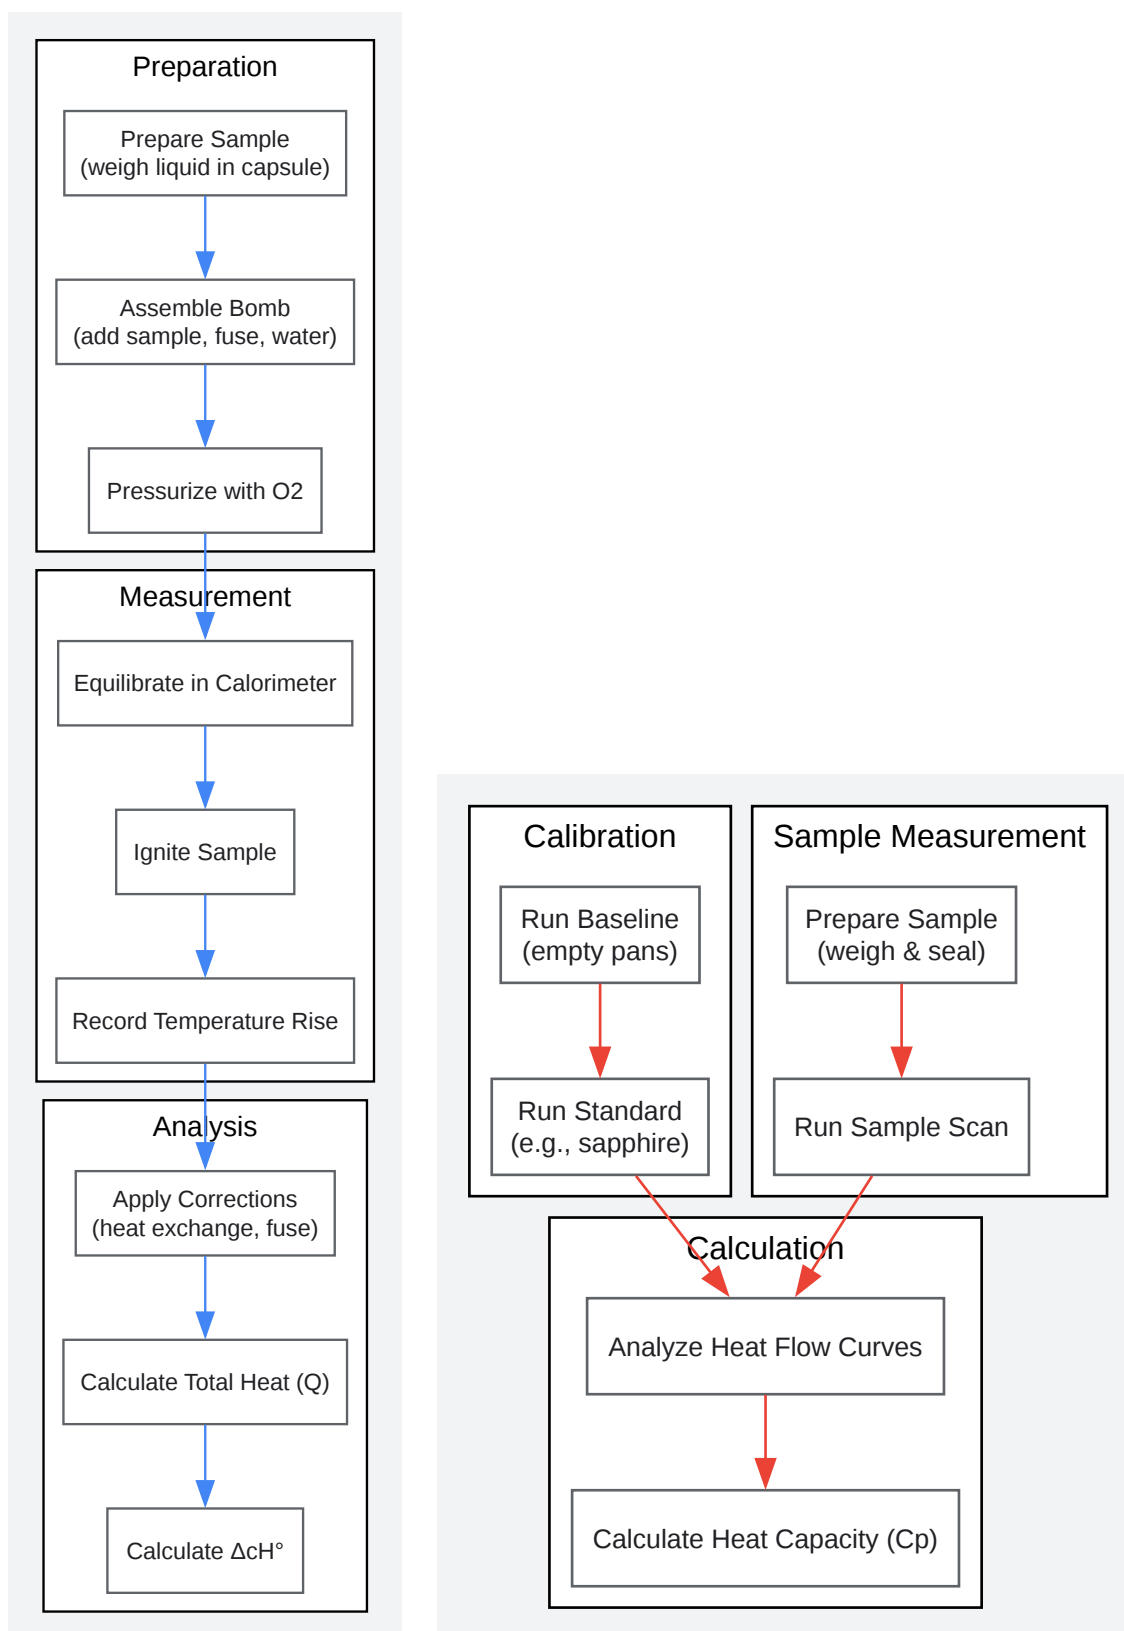 Preparation
Prepare Sample
(weigh liquid in capsule)
Assemble Bomb
(add sample, fuse, water)
Pressurize with O2
Measurement
Equilibrate in Calorimeter
Ignite Sample
Record Temperature Rise
Analysis
Apply Corrections
(heat exchange, fuse)
Calculate Total Heat (Q)
Calculate ΔcH°
Calibration
Run Baseline
(empty pans)
Run Standard
(e.g., sapphire)
Sample Measurement
Prepare Sample
(weigh & seal)
Run Sample Scan
Calculation
Analyze Heat Flow Curves
Calculate Heat Capacity (Cp)